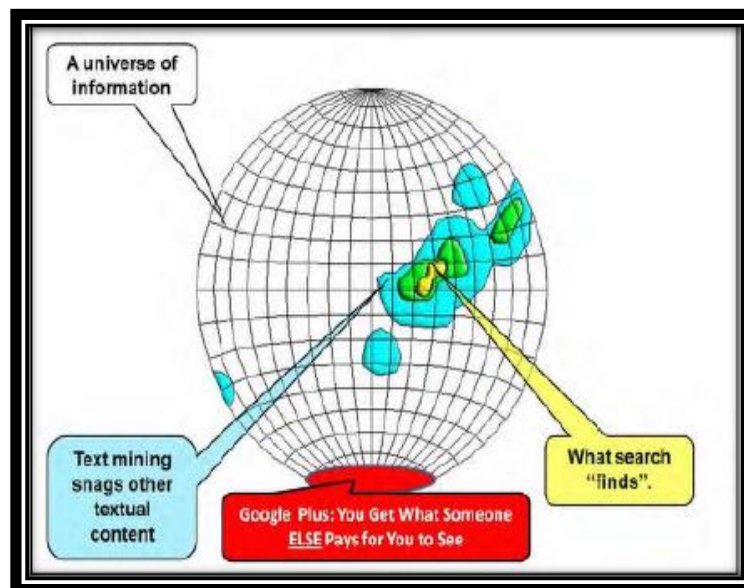 A universe of
information
Text mining
snags other
textual
content
What search
“finds”.
Google Plus: You Get What Someone
ELSE Pays for You to See